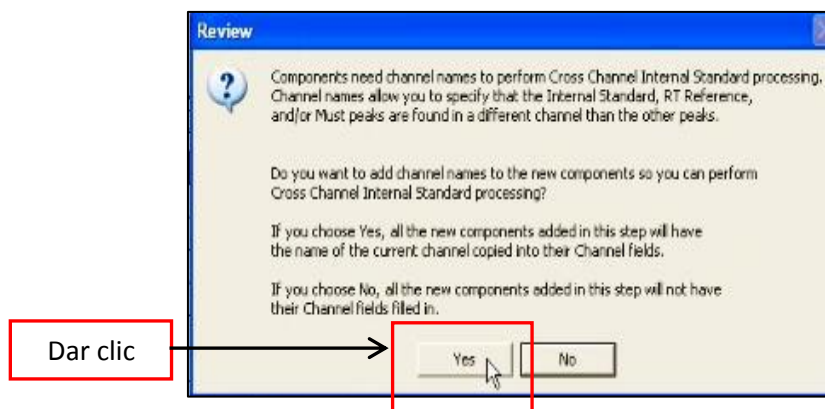 Review
Components need channel names to perform Cross Channel Internal Standard processing.
Channel names allow you to specify that the Internal Standard, RT Reference,
and/or Must peaks are found in a different channel than the other peaks.
Do you want to add channel names to the new components so you can perform
Cross Channel Internal Standard processing?
If you choose Yes, all the new components added in this step will have
the name of the current channel copied into their Channel fields.
If you choose No, all the new components added in this step will not have
their Channel fields filled in.
Dar clic
Yes
No